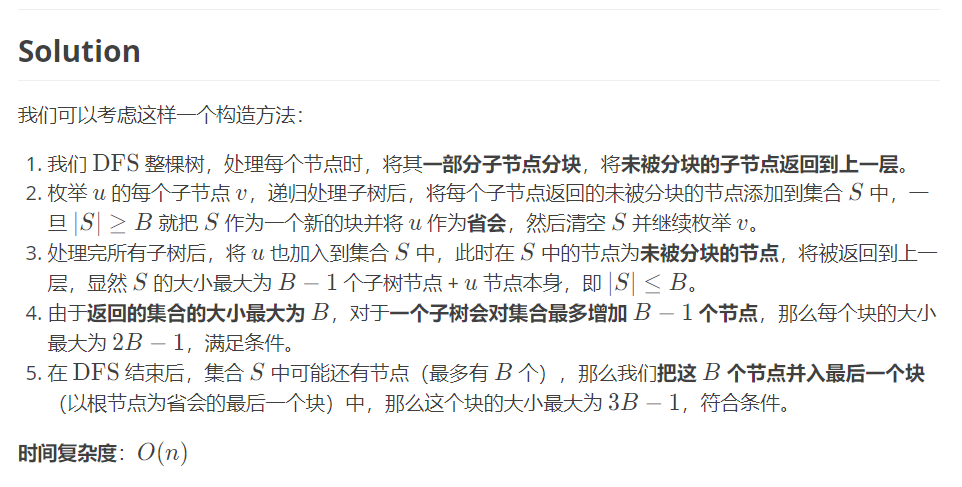 Solution
我们可以考虑这样一个构造方法：
1. 我们 DFS 整棵树，处理每个节点时，将其一部分子节点分块，将未被分块的子节点返回到上一层。
2. 枚举 u 的每个子节点 v，递归处理子树后，将每个子节点返回的未被分块的节点添加到集合 S 中，一
旦 |S| ≥ B 就把 S 作为一个新的块并将 u 作为省会，然后清空 S 并继续枚举 v。
3. 处理完所有子树后，将 u 也加入到集合 S 中，此时在 S 中的节点为未被分块的节点，将被返回到上一
层，显然 S 的大小最大为 B − 1 个子树节点 + u 节点本身，即 |S| ≤ B。
4. 由于返回的集合的大小最大为 B，对于一个子树会对集合最多增加 B − 1 个节点，那么每个块的大小
最大为 2B − 1，满足条件。
5. 在 DFS 结束后，集合 S 中可能还有节点（最多有 B 个），那么我们把这 B 个节点并入最后一个块
（以根节点为省会的最后一个块）中，那么这个块的大小最大为 3B − 1，符合条件。
时间复杂度：O(n)